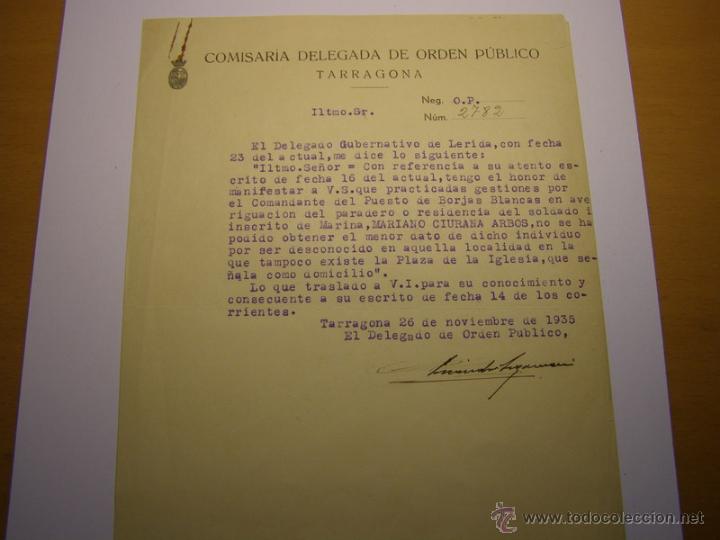 COMISARÍA DELEGADA DE ORDEN PÚBLICO
TARRAGONA
Neg. O.P.
Iltmo.Sr. Núm. 2782
El Delegado Gubernativo de Lerida,con fecha
23 del actual,me dice lo siguiente:
"Iltmo.Señor = Con referencia a su atento es-
crito de fecha 16 del actual,tengo el honor de
manifestar a V.S.que practicadas gestiones por
el Comandante del Puesto de Borjas Blancas en ave
riguacion del paradero o residencia del soldado i
inscrito de Marina,MARIANO CIURANA ARBOS,no se ha
podido obtener el menor dato de dicho individuo
por ser desconocido en aquella localidad en la
que tampoco existe la Plaza de la Iglesia,que se-
ñala como domicilio".
Lo que traslado a V.I.para su conocimiento y
consecuente a su escrito de fecha 14 de los co-
rrientes.
Tarragona 26 de noviembre de 1935
El Delegado de Orden Publico,
© www.todocoleccion.net